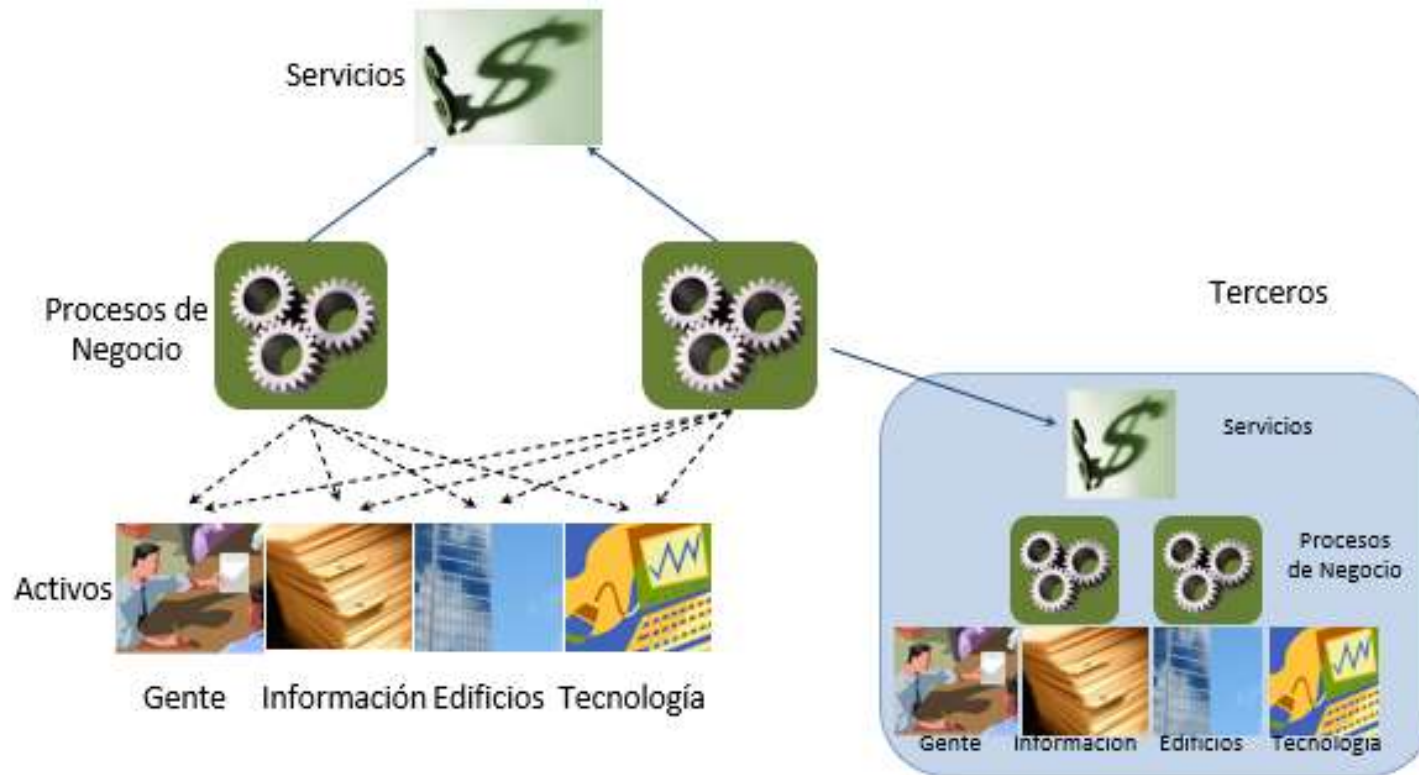 Servicios
Procesos de
Negocio
Terceros
Servicios
Procesos
de Negocio
Activos
Gente Información Edificios Tecnología
Gente Informacion Edificios Tecnologia